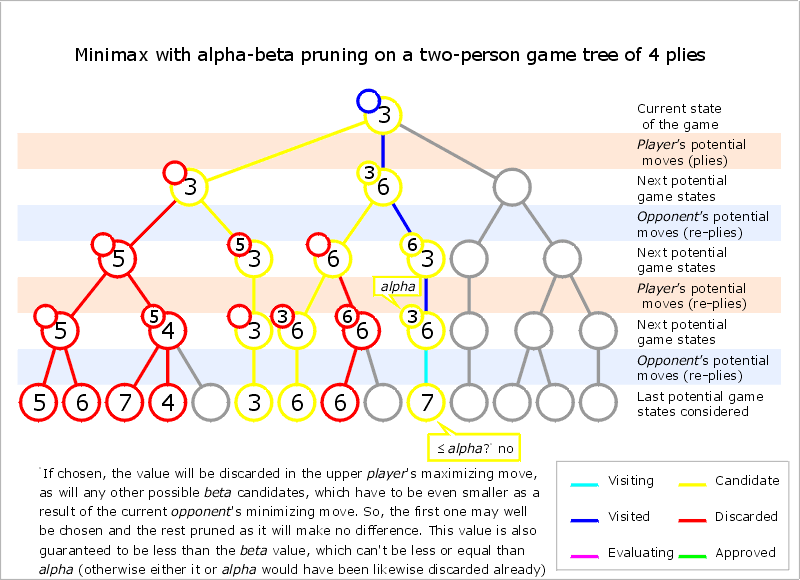 Minimax with alpha-beta pruning on a two-person game tree of 4 plies
3
Current state
of the game
Player's potential
moves (plies)
3
3
6
Next potential
game states
Opponent's potential
moves (re-plies)
5
5
3
6
6
3
Next potential
game states
alpha
Player's potential
moves (re-plies)
5
5
4
3
3
6
6
6
3
6
Next potential
game states
Opponent's potential
moves (re-plies)
5
6
7
4
3
6
6
7
Last potential game
states considered
≤ alpha?* no
*If chosen, the value will be discarded in the upper player's maximizing move,
as will any other possible beta candidates, which have to be even smaller as a
result of the current opponent's minimizing move. So, the first one may well
be chosen and the rest pruned as it will make no difference. This value is also
guaranteed to be less than the beta value, which can't be less or equal than
alpha (otherwise either it or alpha would have been likewise discarded already)
Visiting
Candidate
Visited
Discarded
Evaluating
Approved